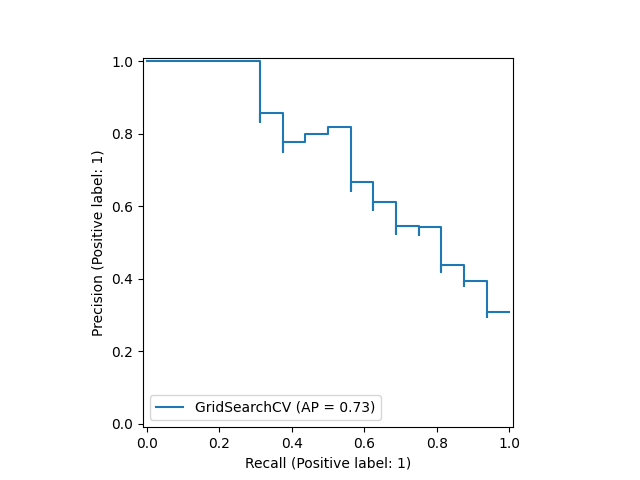 1.0
0.8
0.6
0.4
0.2
0.0
Precision (Positive label: 1)
GridSearchCV (AP = 0.73)
0.0 0.2 0.4 0.6 0.8 1.0
Recall (Positive label: 1)